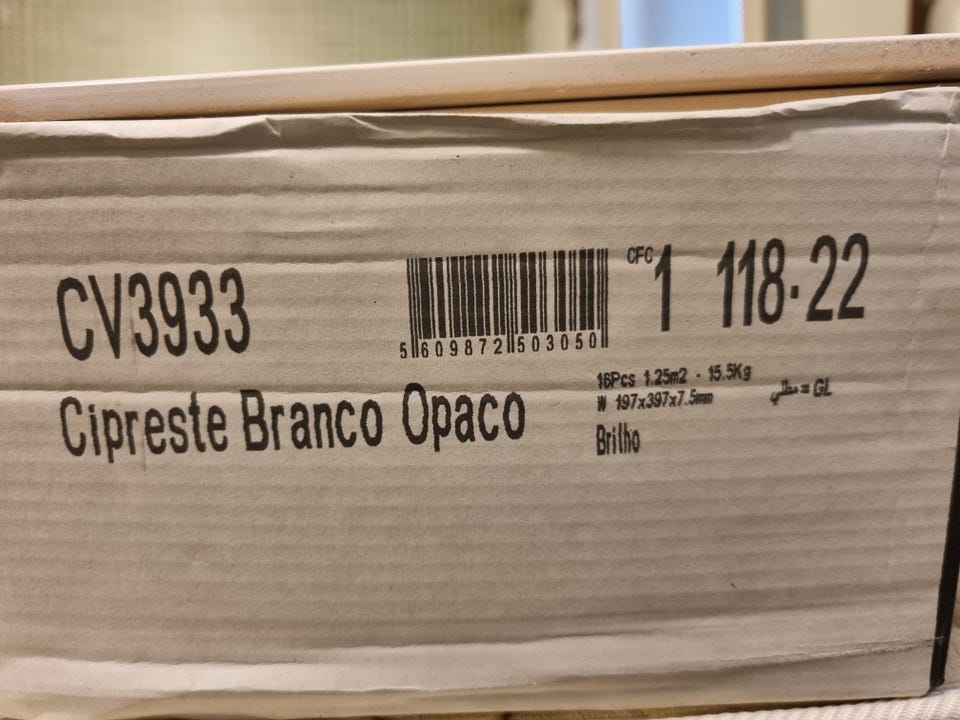 CV3933
5 609872 503050
CFC 1 118.22
Cipreste Branco Opaco
16Pcs 1.25m2 - 15.5Kg
W 197x397x7.5mm
مطلي = GL
Brilho